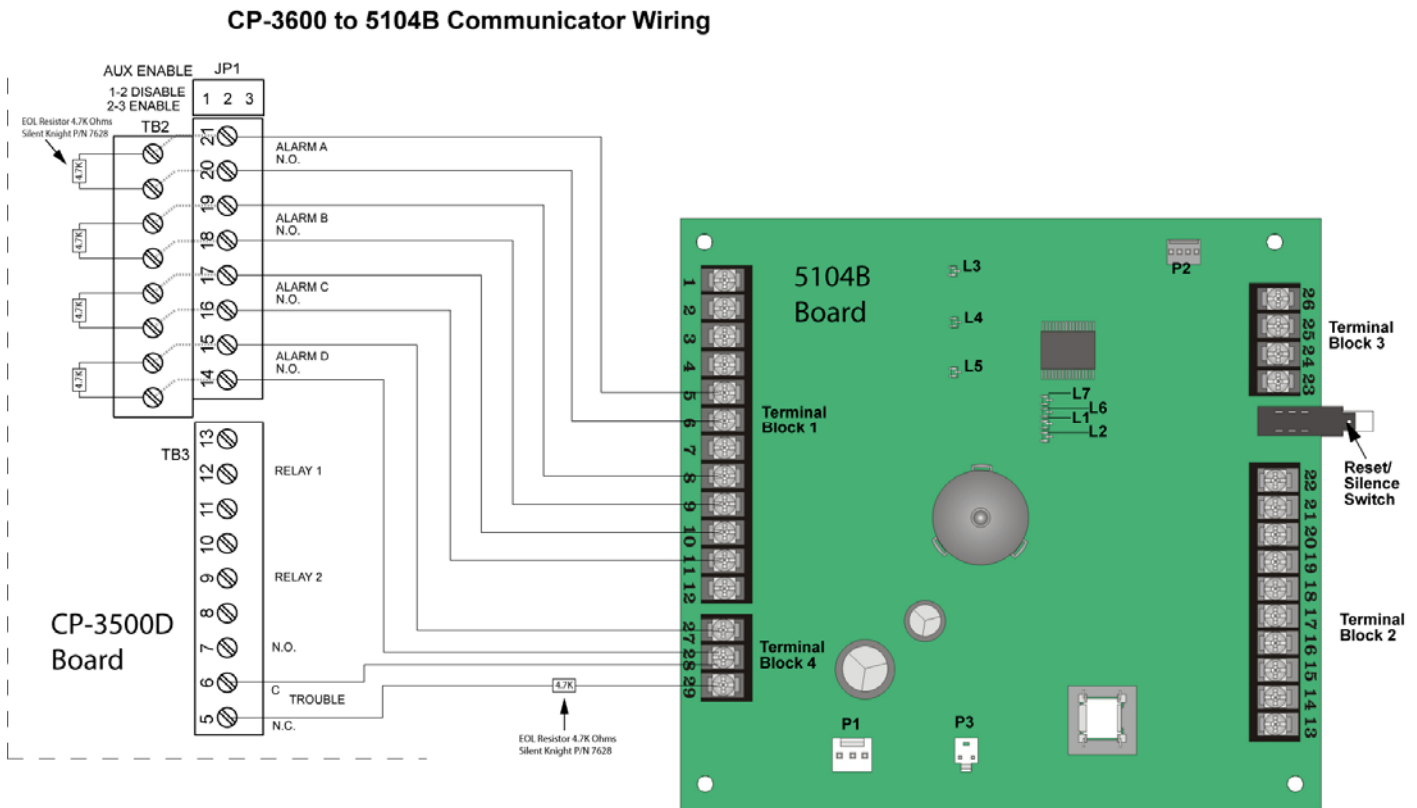 CP-3600 to 5104B Communicator Wiring
AUX ENABLE
JP1
1-2 DISABLE
2-3 ENABLE
1 2 3
EOL Resistor 4.7K Ohms
Silent Knight P/N 7628
TB2
4.7K
4.7K
4.7K
4.7K
21
20
19
18
17
16
15
14
ALARM A
N.O.
ALARM B
N.O.
ALARM C
N.O.
ALARM D
N.O.
TB3
13
12
11
10
9
8
7
6
5
RELAY 1
RELAY 2
N.O.
C
TROUBLE
N.C.
CP-3500D
Board
4.7K
EOL Resistor 4.7K Ohms
Silent Knight P/N 7628
5104B
Board
1
2
3
4
5
6
7
8
9
10
11
12
Terminal
Block 1
27
28
29
Terminal
Block 4
L3
L4
L5
L7
L6
L1
L2
P2
P1
P3
26
25
24
23
Terminal
Block 3
Reset/
Silence
Switch
22
21
20
19
18
17
16
15
14
13
Terminal
Block 2